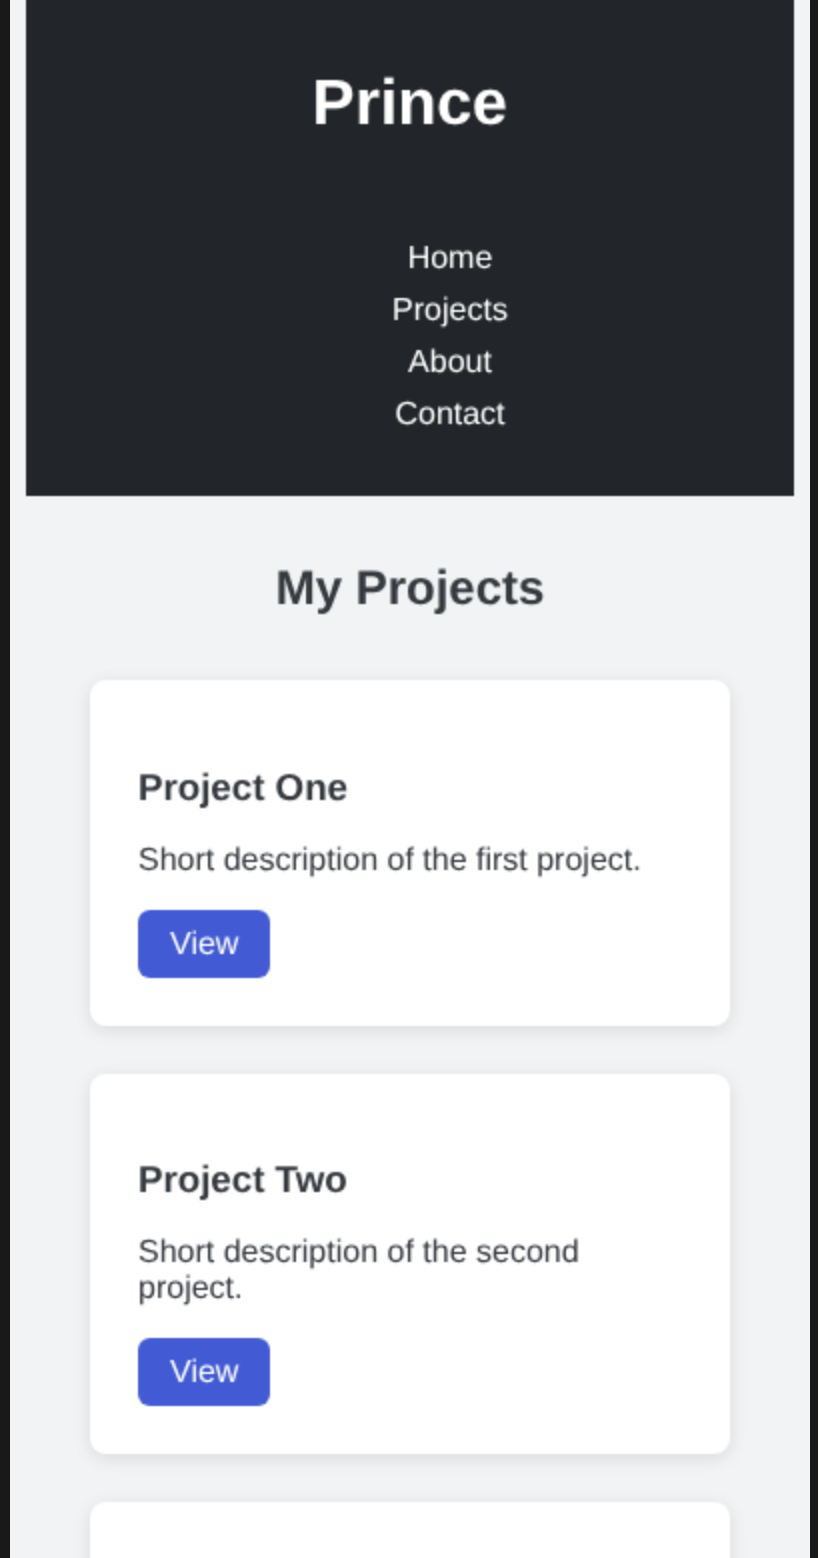 Prince
Home
Projects
About
Contact
My Projects
Project One
Short description of the first project.
View
Project Two
Short description of the second
project.
View